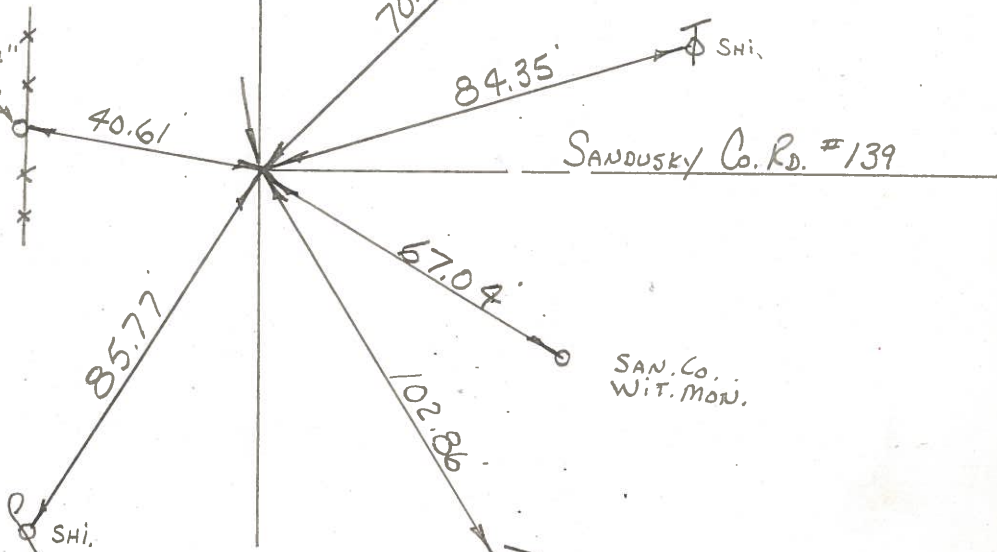 70.
SHI.
84.35'
40.61'
SANDUSKY CO. RD. #139
67.04'
85.77'
SAN. CO.
WIT. MON.
102.86'
SHI.